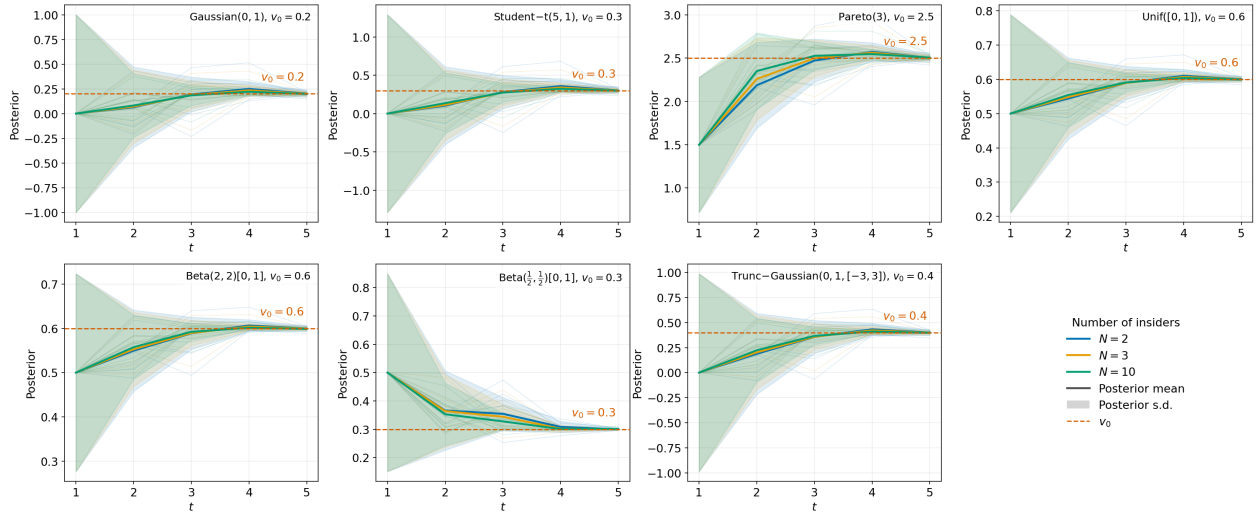 Gaussian(0, 1), v₀ = 0.2
v₀ = 0.2
1.00
0.75
0.50
0.25
0.00
−0.25
−0.50
−0.75
−1.00
Posterior
1 2 3 4 5
t
Student−t(5, 1), v₀ = 0.3
v₀ = 0.3
1.0
0.5
0.0
−0.5
−1.0
Posterior
1 2 3 4 5
t
Pareto(3), v₀ = 2.5
v₀ = 2.5
3.0
2.5
2.0
1.5
1.0
Posterior
1 2 3 4 5
t
Unif([0, 1]), v₀ = 0.6
v₀ = 0.6
0.8
0.7
0.6
0.5
0.4
0.3
0.2
Posterior
1 2 3 4 5
t
Beta(2, 2)[0, 1], v₀ = 0.6
v₀ = 0.6
0.7
0.6
0.5
0.4
0.3
Posterior
1 2 3 4 5
t
Beta(½, ½)[0, 1], v₀ = 0.3
v₀ = 0.3
0.8
0.7
0.6
0.5
0.4
0.3
0.2
Posterior
1 2 3 4 5
t
Trunc−Gaussian(0, 1, [−3, 3]), v₀ = 0.4
v₀ = 0.4
1.00
0.75
0.50
0.25
0.00
−0.25
−0.50
−0.75
−1.00
Posterior
1 2 3 4 5
t
Number of insiders
N = 2
N = 3
N = 10
Posterior mean
Posterior s.d.
v₀